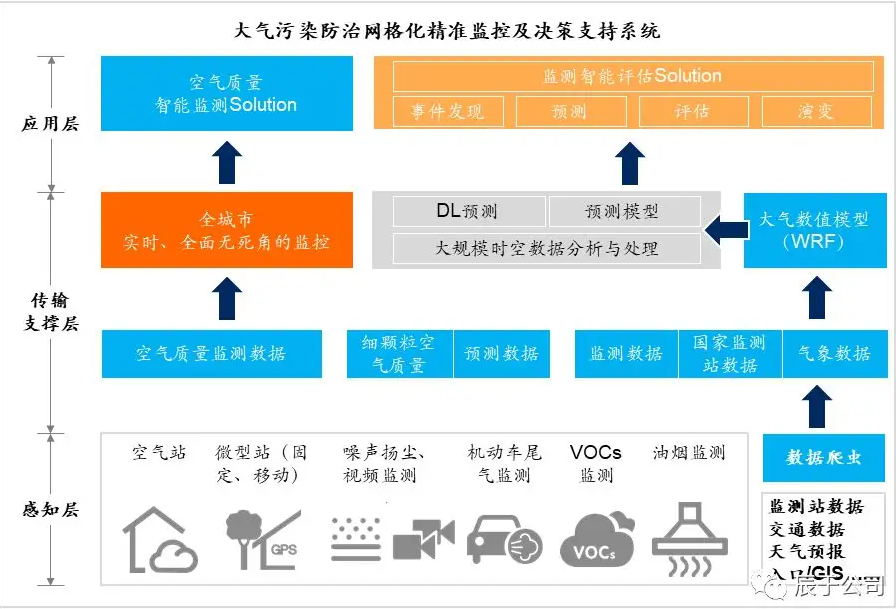 大气污染防治网格化精准监控及决策支持系统
应用层
空气质量
智能监测Solution
监测智能评估Solution
事件发现
预测
评估
演变
传输
支撑层
全城市
实时、全面无死角的监控
DL预测
预测模型
大规模时空数据分析与处理
大气数值模型
（WRF）
空气质量监测数据
细颗粒空
气质量
预测数据
监测数据
国家监测
站数据
气象数据
感知层
空气站
微型站（固
定、移动）
噪声扬尘、
视频监测
机动车尾
气监测
VOCs
监测
油烟监测
GPS
VOCs
数据爬虫
监测站数据
交通数据
天气预报
人口/GIS……
辰于公司